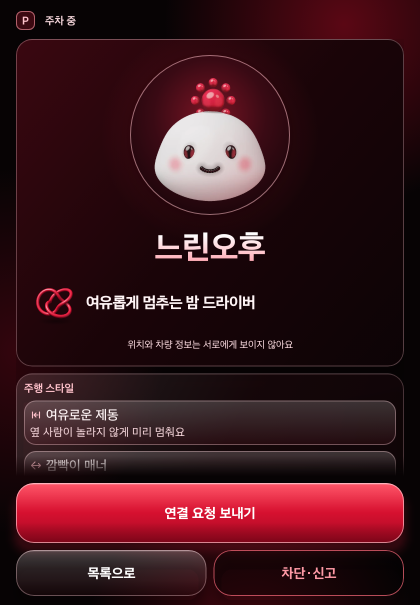 P 주차 중
느린오후
여유롭게 멈추는 밤 드라이버
위치와 차량 정보는 서로에게 보이지 않아요
주행 스타일
여유로운 제동
옆 사람이 놀라지 않게 미리 멈춰요
깜빡이 매너
연결 요청 보내기
목록으로
차단·신고